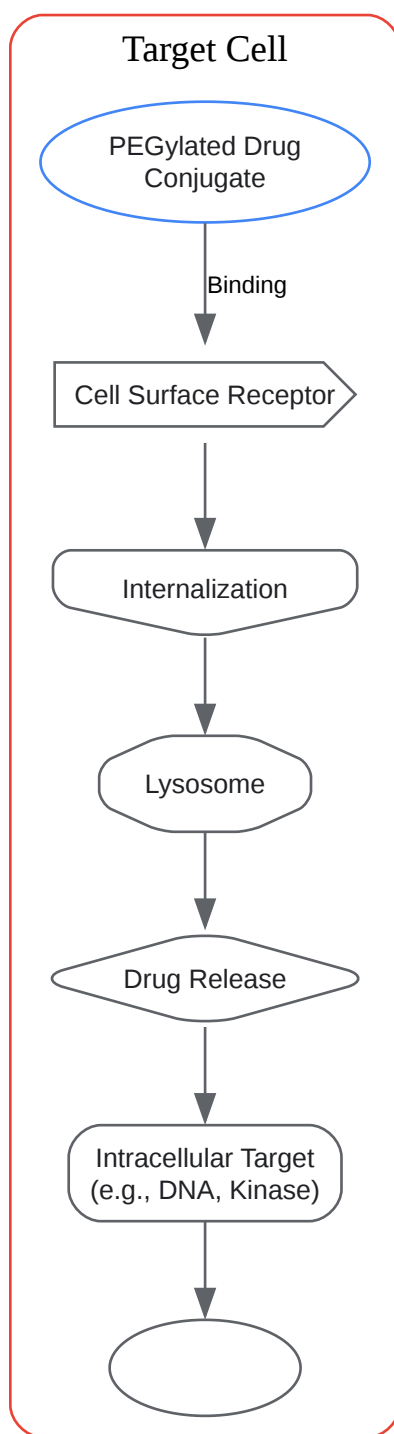 Target Cell
PEGylated Drug
Conjugate
Binding
Cell Surface Receptor
Internalization
Lysosome
Drug Release
Intracellular Target
(e.g., DNA, Kinase)